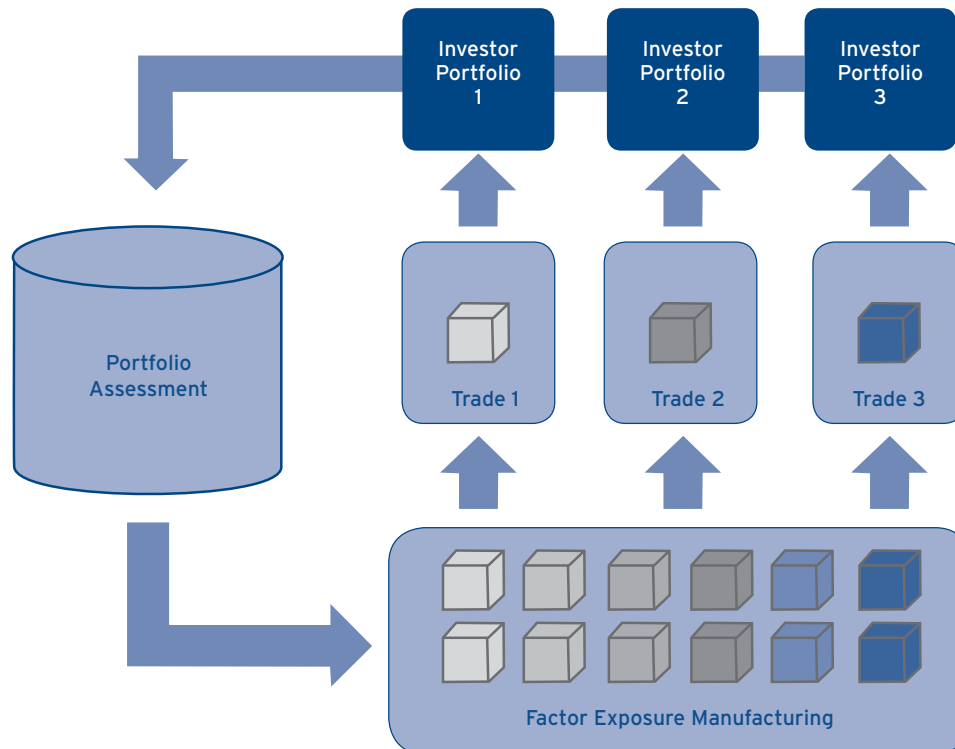 Investor
Portfolio
1
Investor
Portfolio
2
Investor
Portfolio
3
Portfolio
Assessment
Trade 1
Trade 2
Trade 3
Factor Exposure Manufacturing